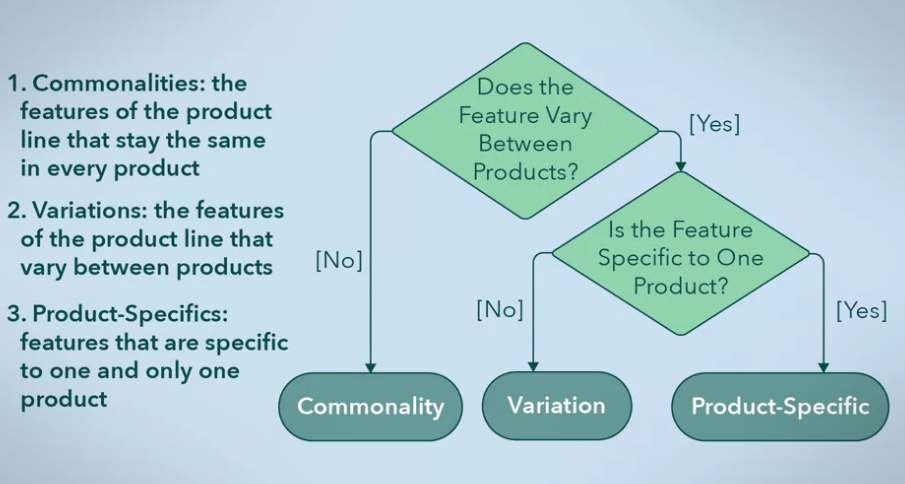 1. Commonalities: the
features of the product
line that stay the same
in every product
2. Variations: the features
of the product line that
vary between products
3. Product-Specifics:
features that are specific
to one and only one
product
Does the
Feature Vary
Between
Products?
[Yes]
[No]
Is the Feature
Specific to One
Product?
[No]
[Yes]
Commonality
Variation
Product-Specific